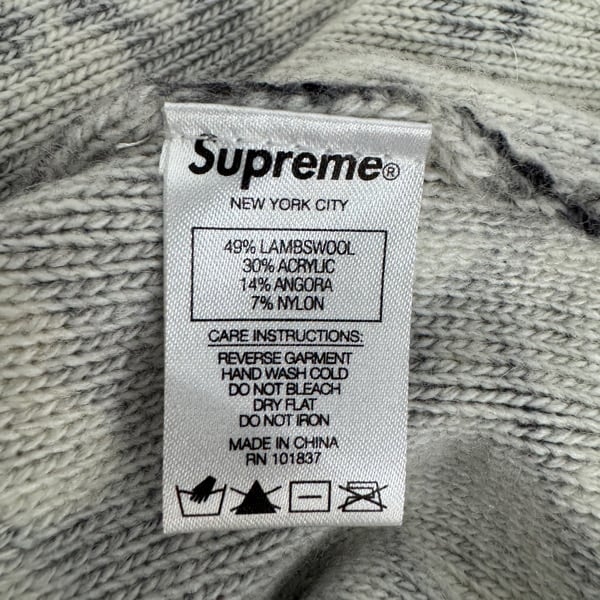 Supreme®
NEW YORK CITY
49% LAMBSWOOL
30% ACRYLIC
14% ANGORA
7% NYLON
CARE INSTRUCTIONS:
REVERSE GARMENT
HAND WASH COLD
DO NOT BLEACH
DRY FLAT
DO NOT IRON
MADE IN CHINA
RN 101837